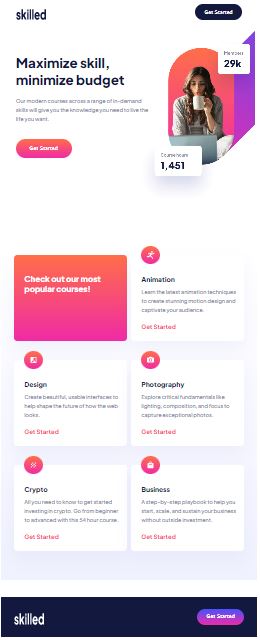 skilled
Get Started
Maximize skill,
minimize budget
Our modern courses across a range of in-demand
skills will give you the knowledge you need to live the
life you want.
Get Started
Members
29k
Course hours
1,451
Check out our most
popular courses!
Animation
Learn the latest animation techniques
to create stunning motion design and
captivate your audience.
Get Started
Design
Create beautiful, usable interfaces to
help shape the future of how the web
looks.
Get Started
Photography
Explore critical fundamentals like
lighting, composition, and focus to
capture exceptional photos.
Get Started
Crypto
All you need to know to get started
investing in crypto. Go from beginner
to advanced with this 54 hour course.
Get Started
Business
A step-by-step playbook to help you
start, scale, and sustain your business
without outside investment.
Get Started
skilled
Get Started